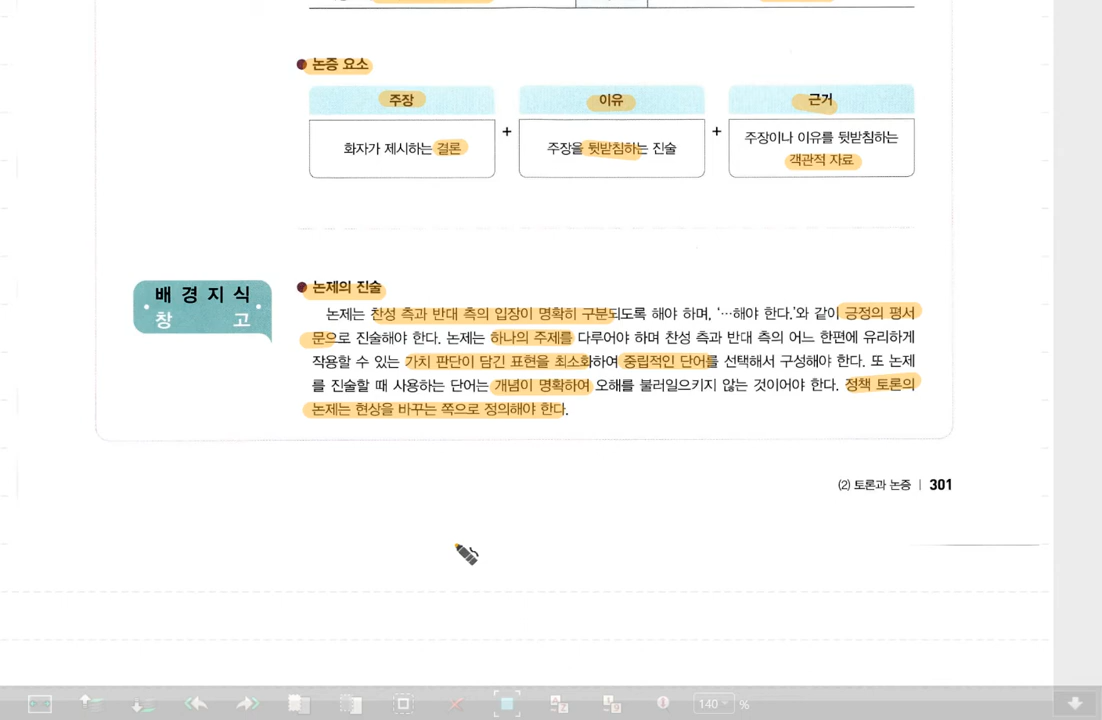 논증 요소
주장
이유
근거
화자가 제시하는 결론
+
주장을 뒷받침하는 진술
+
주장이나 이유를 뒷받침하는
객관적 자료
배경지식
창고
논제의 진술
논제는 찬성 측과 반대 측의 입장이 명확히 구분되도록 해야 하며, ‘…해야 한다.’와 같이 긍정의 평서
문으로 진술해야 한다. 논제는 하나의 주제를 다루어야 하며 찬성 측과 반대 측의 어느 한편에 유리하게
작용할 수 있는 가치 판단이 담긴 표현을 최소화하여 중립적인 단어를 선택해서 구성해야 한다. 또 논제
를 진술할 때 사용하는 단어는 개념이 명확하여 오해를 불러일으키지 않는 것이어야 한다. 정책 토론의
논제는 현상을 바꾸는 쪽으로 정의해야 한다.
(2) 토론과 논증 | 301
140 %